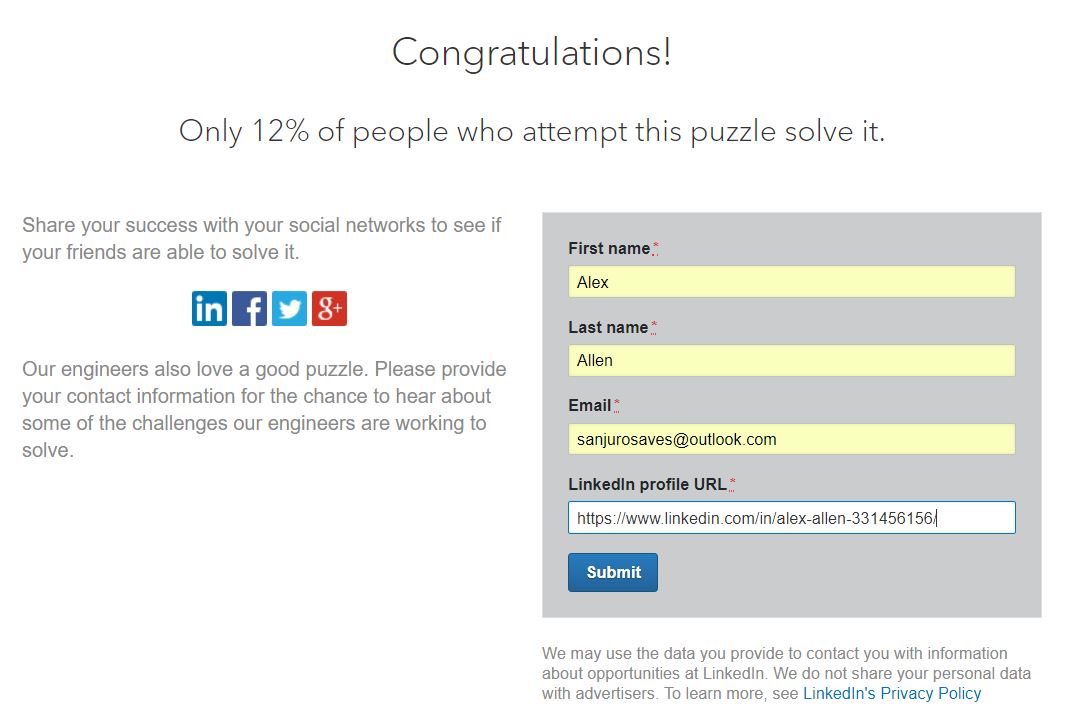 Congratulations!
Only 12% of people who attempt this puzzle solve it.
Share your success with your social networks to see if
your friends are able to solve it.
in f g+
Our engineers also love a good puzzle. Please provide
your contact information for the chance to hear about
some of the challenges our engineers are working to
solve.
First name*
Alex
Last name*
Allen
Email*
sanjurosaves@outlook.com
LinkedIn profile URL*
https://www.linkedin.com/in/alex-allen-331456156/
Submit
We may use the data you provide to contact you with information
about opportunities at LinkedIn. We do not share your personal data
with advertisers. To learn more, see LinkedIn's Privacy Policy